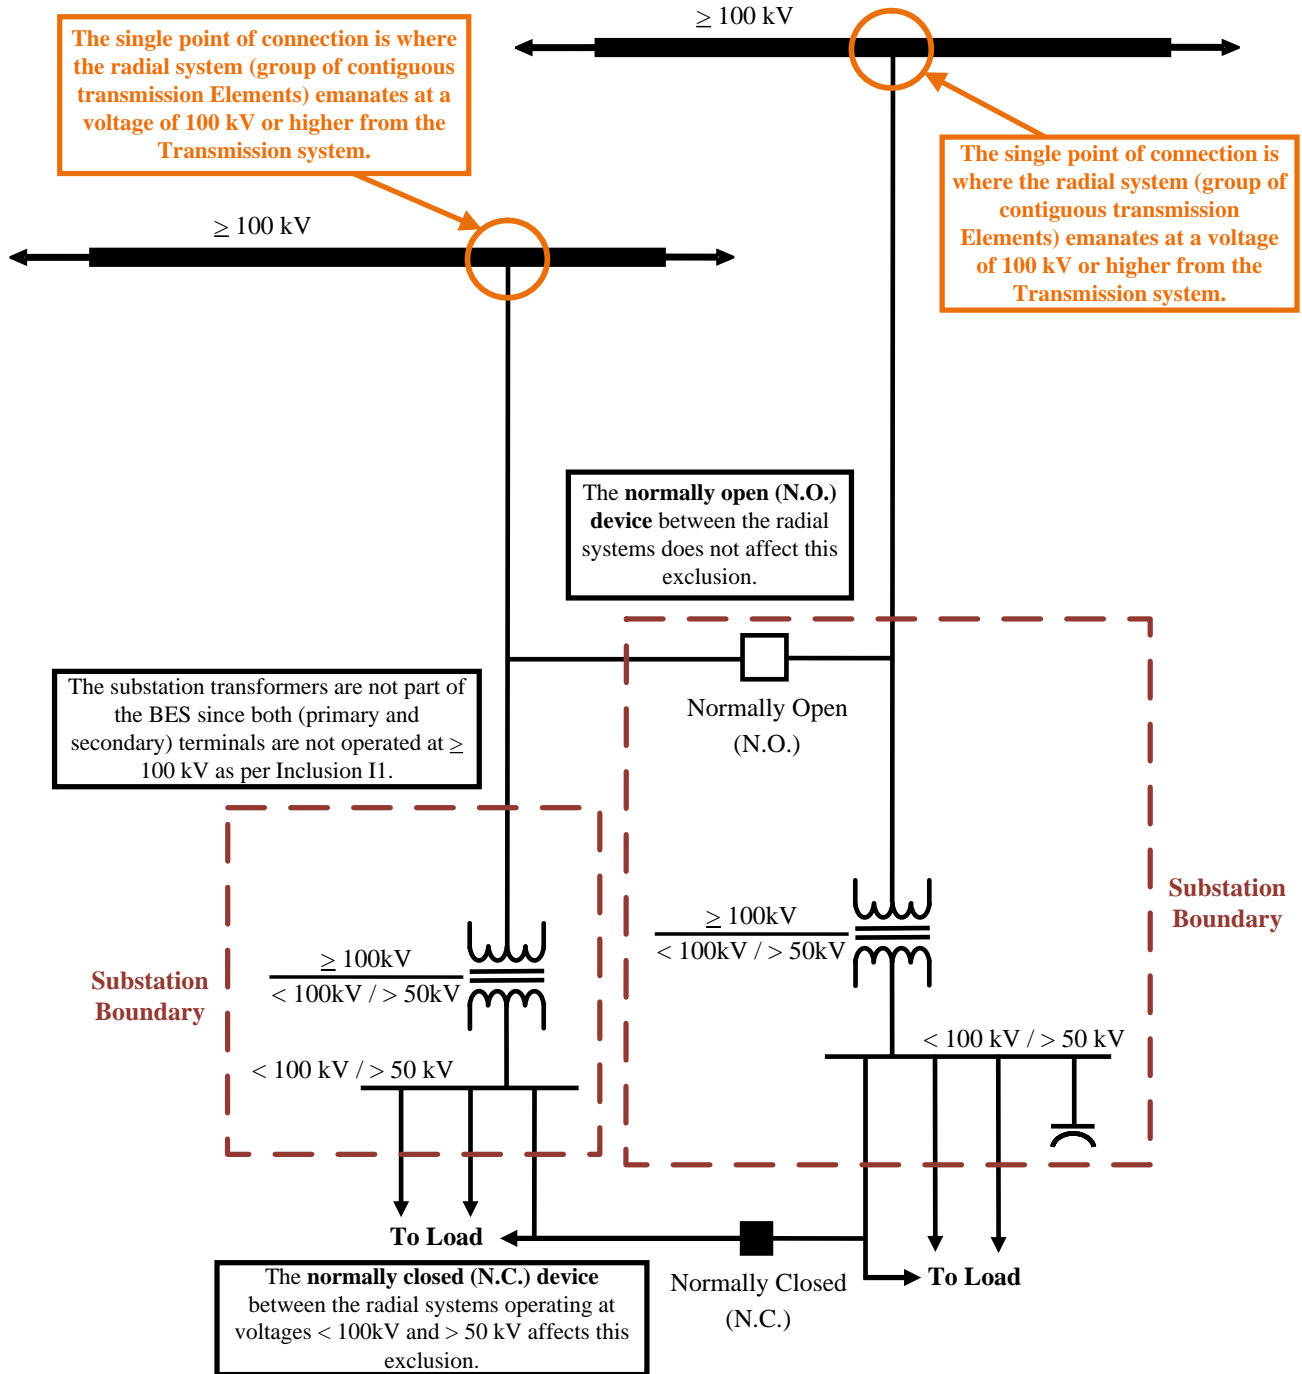 ≥ 100 kV
The single point of connection is where
the radial system (group of contiguous
transmission Elements) emanates at a
voltage of 100 kV or higher from the
Transmission system.
The single point of connection is
where the radial system (group of
contiguous transmission
Elements) emanates at a voltage
of 100 kV or higher from the
Transmission system.
≥ 100 kV
The normally open (N.O.)
device between the radial
systems does not affect this
exclusion.
The substation transformers are not part of
the BES since both (primary and
secondary) terminals are not operated at ≥
100 kV as per Inclusion I1.
Normally Open
(N.O.)
Substation
Boundary
≥ 100kV
< 100kV / > 50kV
Substation
Boundary
≥ 100kV
< 100kV / > 50kV
< 100 kV / > 50 kV
< 100 kV / > 50 kV
To Load
To Load
Normally Closed
(N.C.)
The normally closed (N.C.) device
between the radial systems operating at
voltages < 100kV and > 50 kV affects this
exclusion.